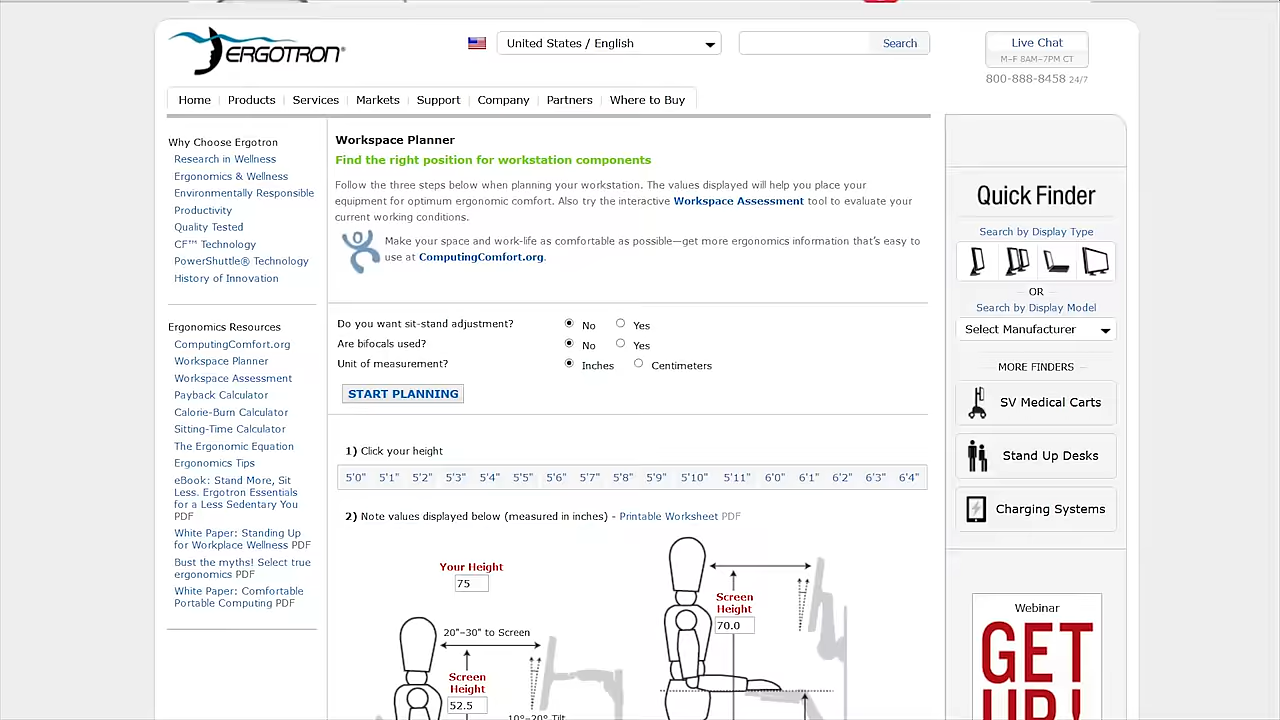 ERGOTRON®
United States / English
Search
Live Chat
M–F 8AM–7PM CT
800-888-8458 24/7
Home
Products
Services
Markets
Support
Company
Partners
Where to Buy
Why Choose Ergotron
Research in Wellness
Ergonomics & Wellness
Environmentally Responsible
Productivity
Quality Tested
CF™ Technology
PowerShuttle® Technology
History of Innovation
Ergonomics Resources
ComputingComfort.org
Workspace Planner
Workspace Assessment
Payback Calculator
Calorie-Burn Calculator
Sitting-Time Calculator
The Ergonomic Equation
Ergonomics Tips
eBook: Stand More, Sit
Less. Ergotron Essentials
for a Less Sedentary You
PDF
White Paper: Standing Up
for Workplace Wellness PDF
Bust the myths! Select true
ergonomics PDF
White Paper: Comfortable
Portable Computing PDF
Workspace Planner
Find the right position for workstation components
Follow the three steps below when planning your workstation. The values displayed will help you place your
equipment for optimum ergonomic comfort. Also try the interactive Workspace Assessment tool to evaluate your
current working conditions.
Make your space and work-life as comfortable as possible—get more ergonomics information that's easy to
use at ComputingComfort.org.
Do you want sit-stand adjustment? No Yes
Are bifocals used? No Yes
Unit of measurement? Inches Centimeters
START PLANNING
1) Click your height
5'0" 5'1" 5'2" 5'3" 5'4" 5'5" 5'6" 5'7" 5'8" 5'9" 5'10" 5'11" 6'0" 6'1" 6'2" 6'3" 6'4"
2) Note values displayed below (measured in inches) - Printable Worksheet PDF
Your Height
75
20"–30" to Screen
Screen
Height
52.5
10°–20° Tilt
Screen
Height
70.0
Quick Finder
Search by Display Type
OR
Search by Display Model
Select Manufacturer
MORE FINDERS
SV Medical Carts
Stand Up Desks
Charging Systems
Webinar
GET
UP!